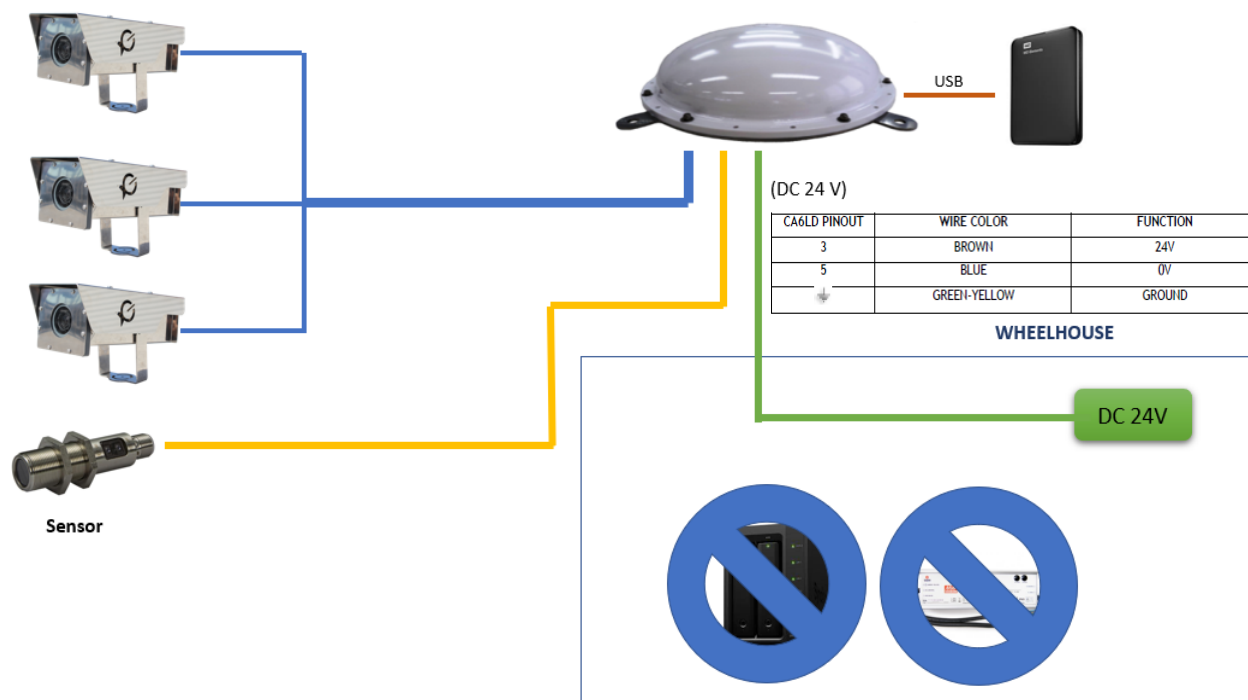 USB
(DC 24 V)
CA6LD PINOUT WIRE COLOR FUNCTION
3 BROWN 24V
5 BLUE 0V
GREEN-YELLOW GROUND
WHEELHOUSE
DC 24V
Sensor